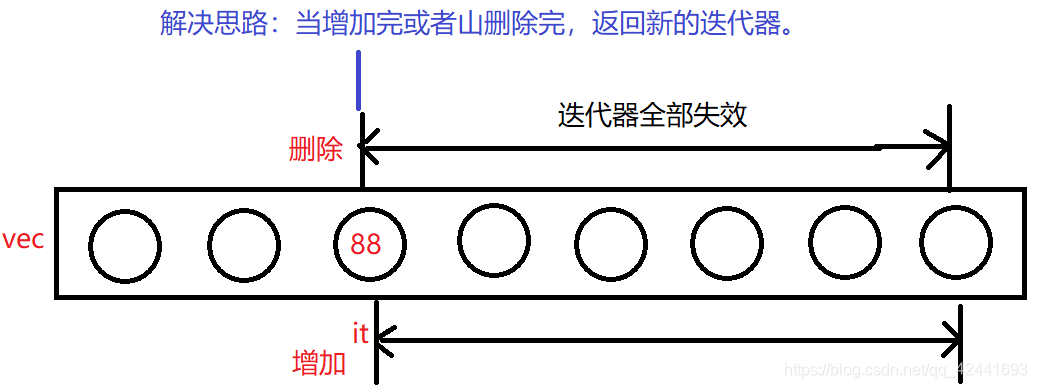 解决思路：当增加完或者山删除完，返回新的迭代器。
迭代器全部失效
删除
vec
88
it
增加
https://blog.csdn.net/qq_42441693